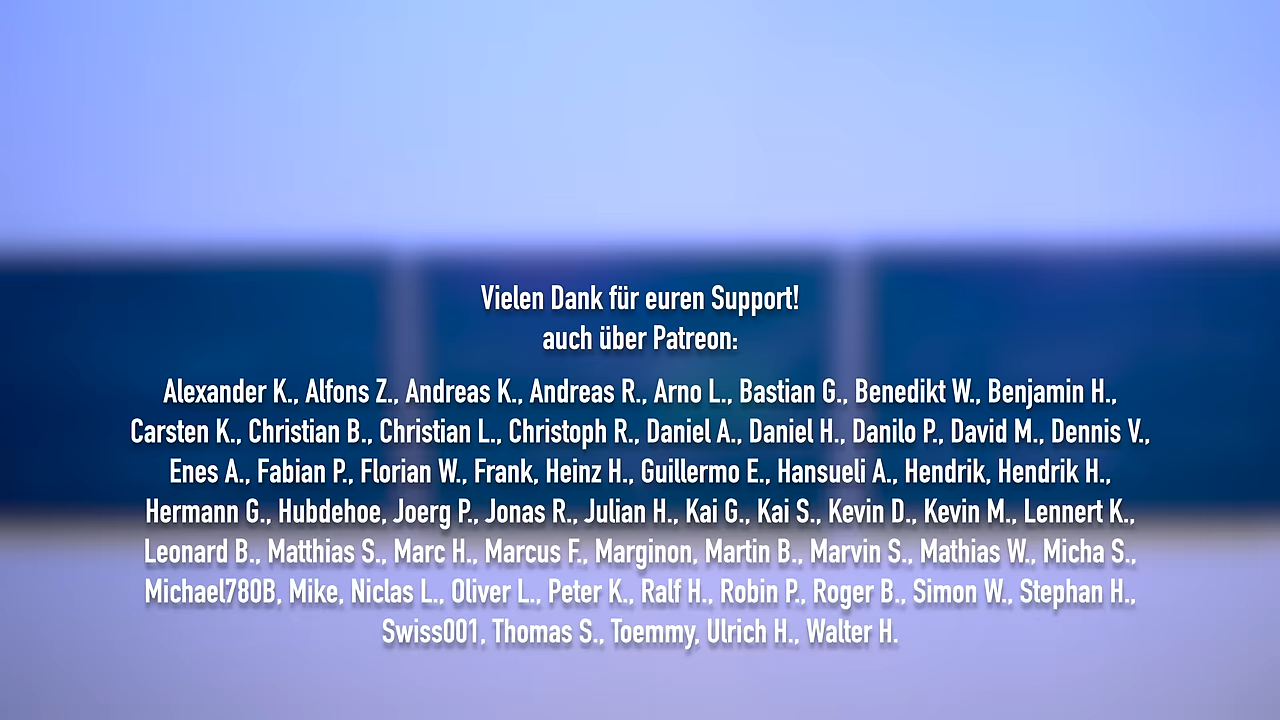 Vielen Dank für euren Support!
auch über Patreon:
Alexander K., Alfons Z., Andreas K., Andreas R., Arno L., Bastian G., Benedikt W., Benjamin H.,
Carsten K., Christian B., Christian L., Christoph R., Daniel A., Daniel H., Danilo P., David M., Dennis V.,
Enes A., Fabian P., Florian W., Frank, Heinz H., Guillermo E., Hansueli A., Hendrik, Hendrik H.,
Hermann G., Hubdehoe, Joerg P., Jonas R., Julian H., Kai G., Kai S., Kevin D., Kevin M., Lennert K.,
Leonard B., Matthias S., Marc H., Marcus F., Marginon, Martin B., Marvin S., Mathias W., Micha S.,
Michael780B, Mike, Niclas L., Oliver L., Peter K., Ralf H., Robin P., Roger B., Simon W., Stephan H.,
Swiss001, Thomas S., Toemmy, Ulrich H., Walter H.